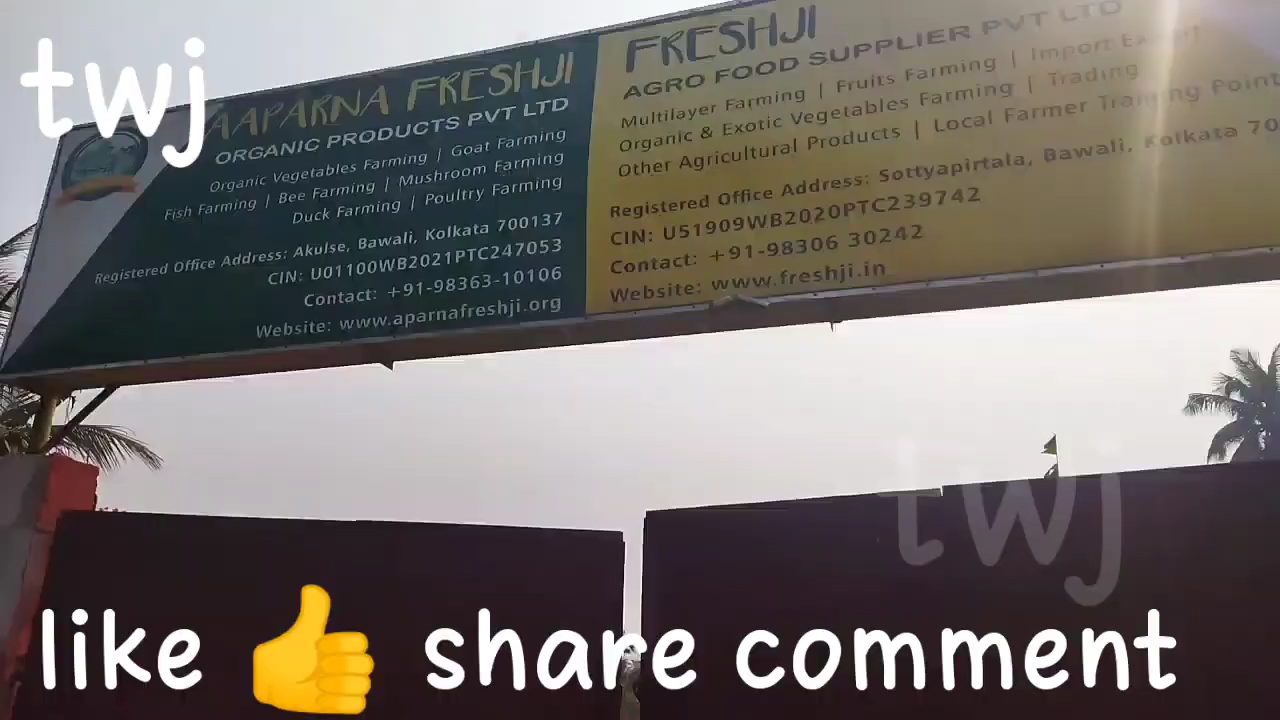 twj
AAPARNA FRESHJI
ORGANIC PRODUCTS PVT LTD
Organic Vegetables Farming | Goat Farming
Fish Farming | Bee Farming | Mushroom Farming
Duck Farming | Poultry Farming
Registered Office Address: Akulse, Bawali, Kolkata 700137
CIN: U01100WB2021PTC247053
Contact: +91-98363-10106
Website: www.aparnafreshji.org
FRESHJI
AGRO FOOD SUPPLIER PVT LTD
Multilayer Farming | Fruits Farming | Import Export
Organic & Exotic Vegetables Farming | Trading
Other Agricultural Products | Local Farmer Training Point
Registered Office Address: Sottyapirtala, Bawali, Kolkata 70
CIN: U51909WB2020PTC239742
Contact: +91-98306 30242
Website: www.freshji.in
twj
like 👍 share comment